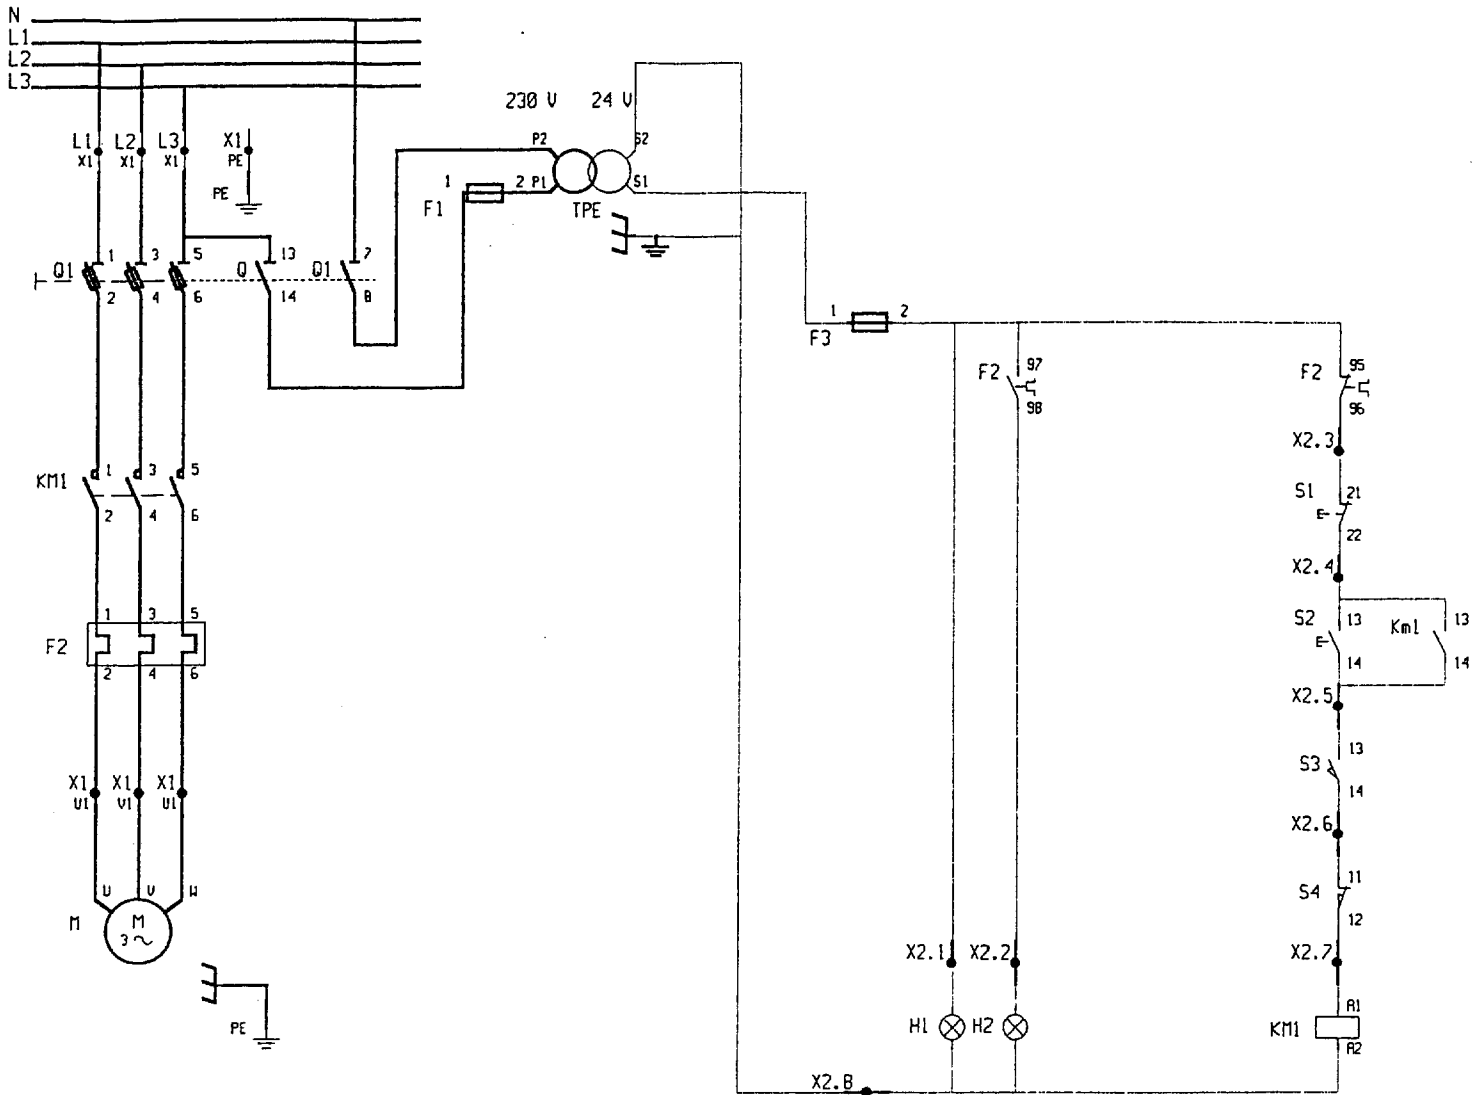 N
L1
L2
L3
230 V 24 V
L1 L2 L3 X1
X1 X1 X1 PE
PE
P2 S2
1 2 P1 S1
F1 TPE
1 3 5 13 7
Q1 Q Q1
2 4 6 14 8
1 2
F3
97 95
F2 F2
98 96
X2.3
KM1 1 3 5
2 4 6
S1 21
E
22
X2.4
1 3 5
F2
2 4 6
S2 13 Km1 13
E
14 14
X2.5
13
S3
14
X1 X1 X1
U1 V1 U1
X2.6
11
S4
12
U V W
M M
3 ~
X2.1 X2.2 X2.7
PE
A1
H1 H2 KM1
A2
X2.8